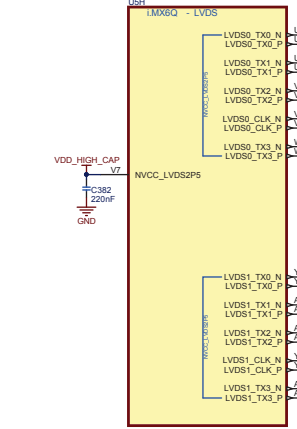 U5H
i.MX6Q - LVDS
LVDS0_TX0_N
LVDS0_TX0_P
LVDS0_TX1_N
LVDS0_TX1_P
LVDS0_TX2_N
LVDS0_TX2_P
LVDS0_CLK_N
LVDS0_CLK_P
LVDS0_TX3_N
LVDS0_TX3_P
NVCC_LVDS2P5
VDD_HIGH_CAP
V7
NVCC_LVDS2P5
C382
220nF
GND
LVDS1_TX0_N
LVDS1_TX0_P
LVDS1_TX1_N
LVDS1_TX1_P
LVDS1_TX2_N
LVDS1_TX2_P
LVDS1_CLK_N
LVDS1_CLK_P
LVDS1_TX3_N
LVDS1_TX3_P
NVCC_LVDS2P5